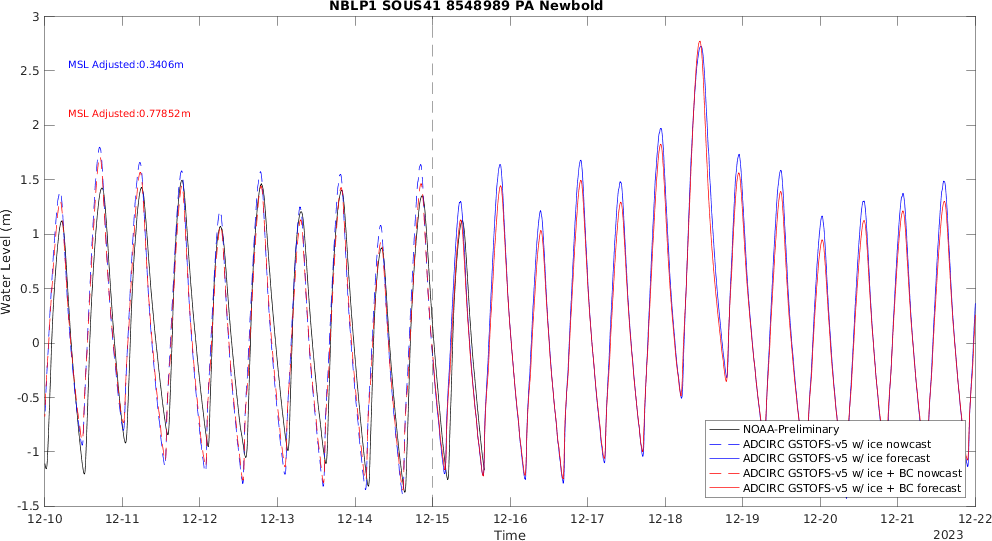 NBLP1 SOUS41 8548989 PA Newbold
3
2.5
2
1.5
1
0.5
0
-0.5
-1
-1.5
Water Level (m)
MSL Adjusted:0.3406m
MSL Adjusted:0.77852m
NOAA-Preliminary
ADCIRC GSTOFS-v5 w/ ice nowcast
ADCIRC GSTOFS-v5 w/ ice forecast
ADCIRC GSTOFS-v5 w/ ice + BC nowcast
ADCIRC GSTOFS-v5 w/ ice + BC forecast
12-10 12-11 12-12 12-13 12-14 12-15 12-16 12-17 12-18 12-19 12-20 12-21 12-22
Time
2023